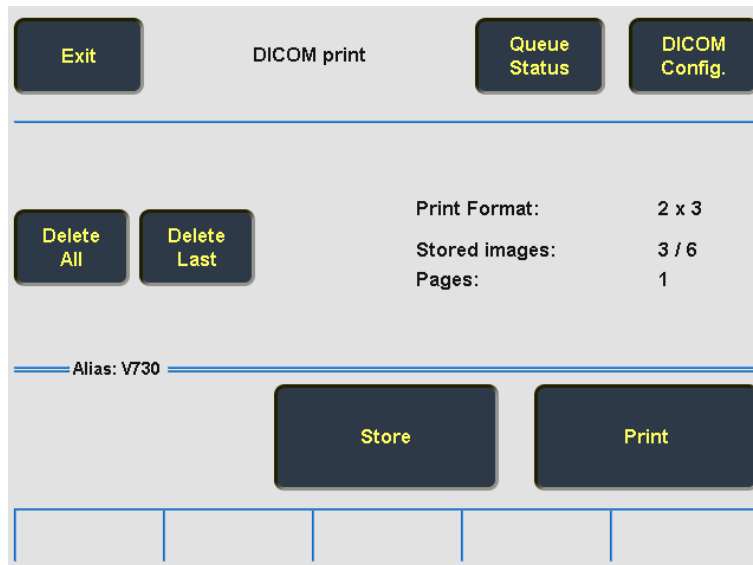 Exit
DICOM print
Queue
Status
DICOM
Config.
Delete
All
Delete
Last
Print Format: 2 x 3
Stored images: 3 / 6
Pages: 1
Alias: V730
Store
Print